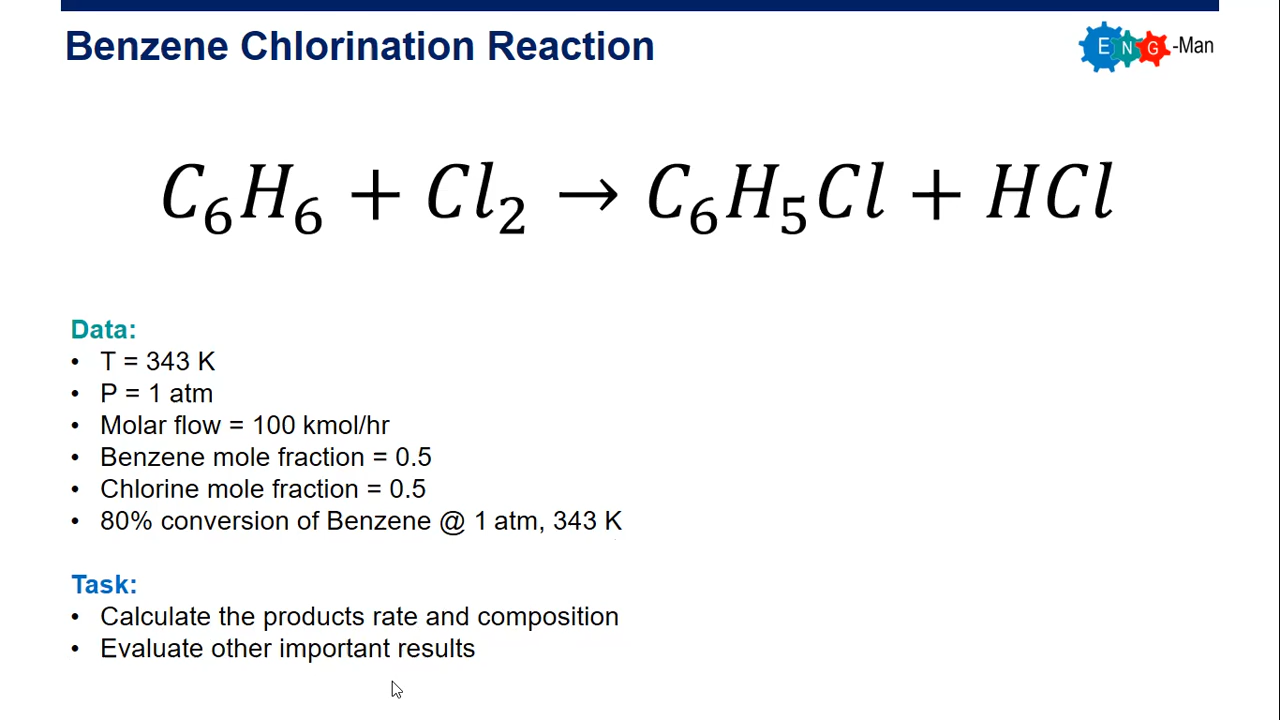 Benzene Chlorination Reaction
ENG-Man
C₆H₆ + Cl₂ → C₆H₅Cl + HCl
Data:
• T = 343 K
• P = 1 atm
• Molar flow = 100 kmol/hr
• Benzene mole fraction = 0.5
• Chlorine mole fraction = 0.5
• 80% conversion of Benzene @ 1 atm, 343 K
Task:
• Calculate the products rate and composition
• Evaluate other important results